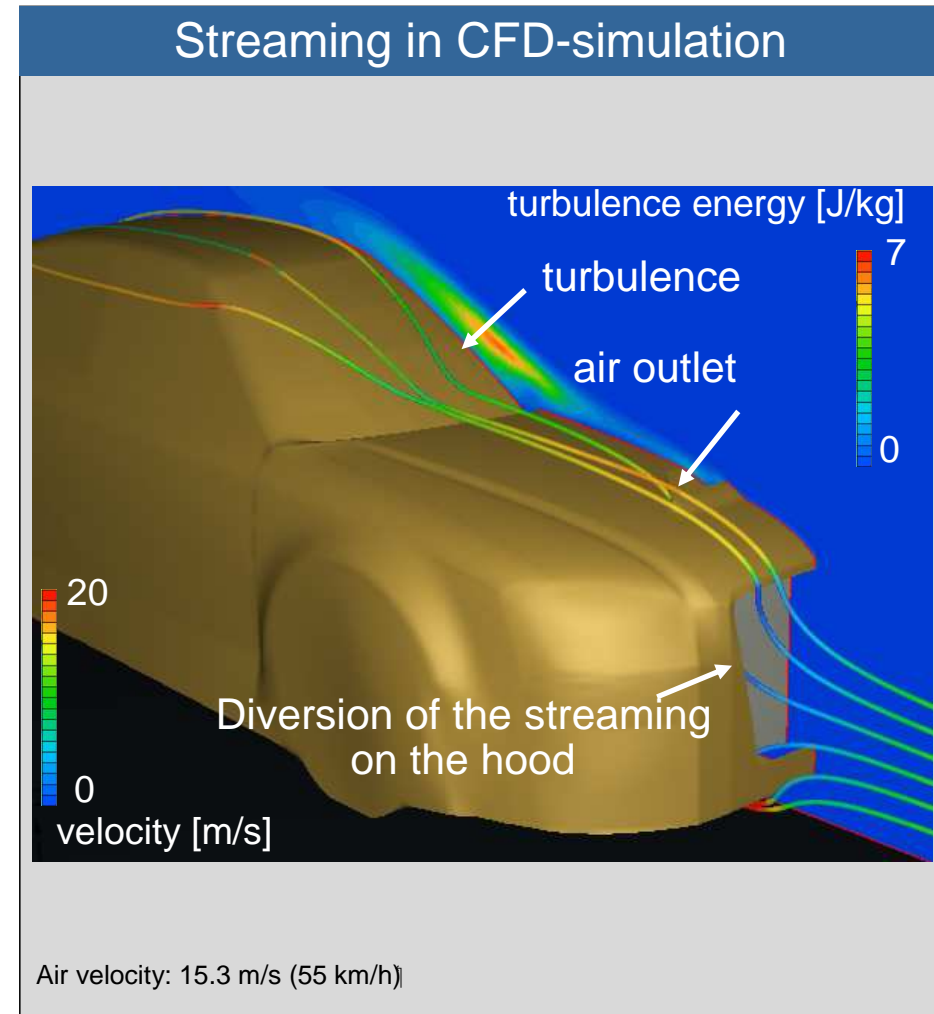 Streaming in CFD-simulation
turbulence energy [J/kg]
7
turbulence
air outlet
0
20
Diversion of the streaming
on the hood
0
velocity [m/s]
Air velocity: 15.3 m/s (55 km/h)